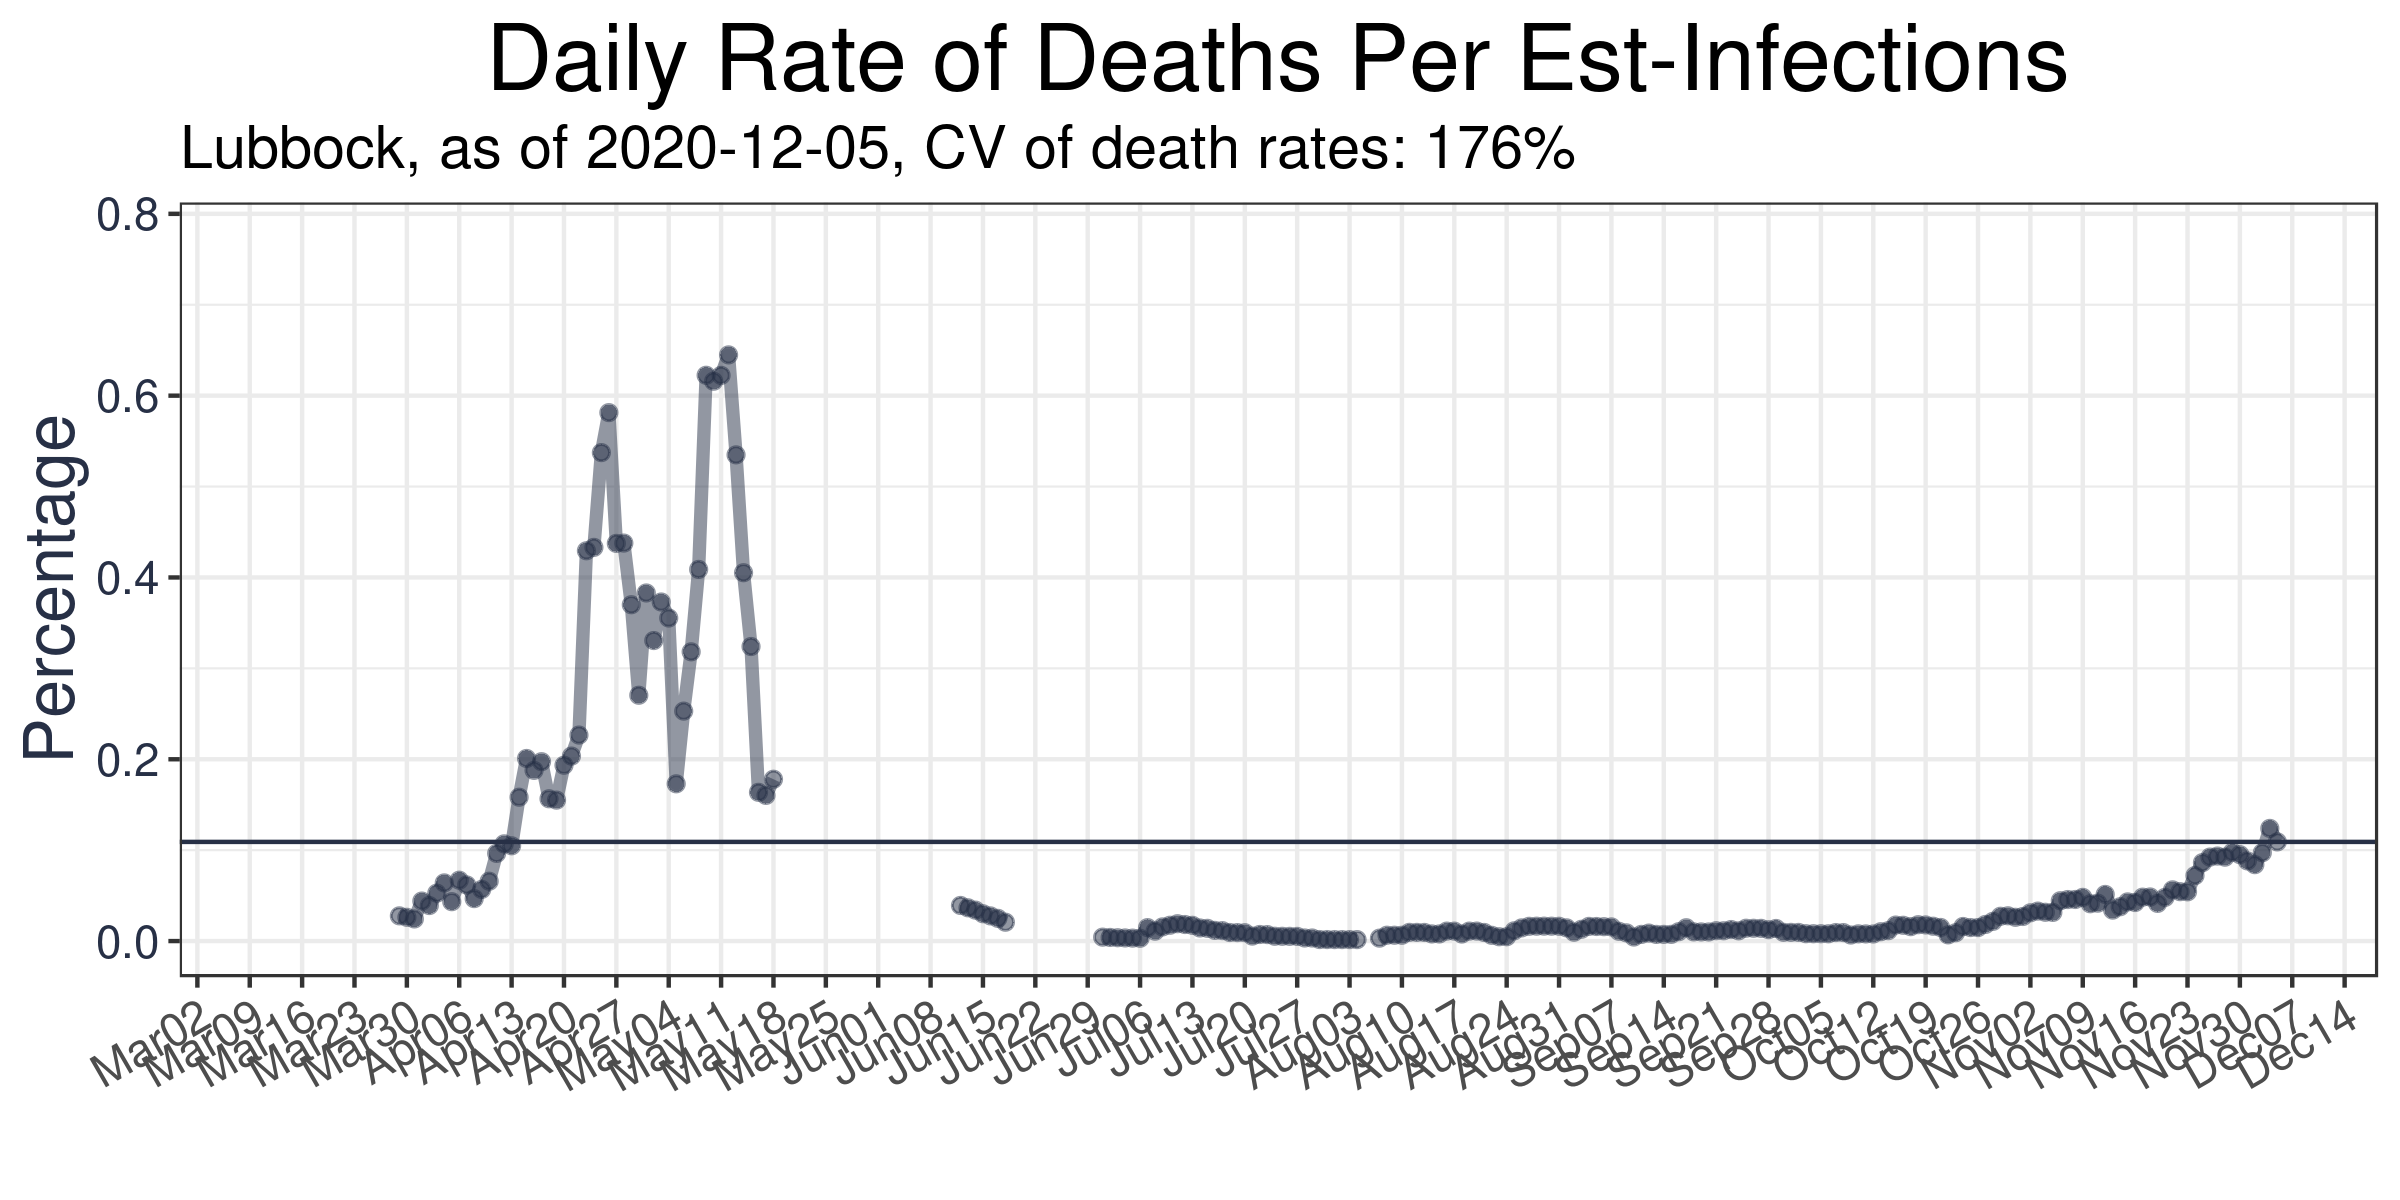 Daily Rate of Deaths Per Est-Infections
Lubbock, as of 2020-12-05, CV of death rates: 176%
Percentage
0.8
0.6
0.4
0.2
0.0
Mar02
Mar09
Mar16
Mar23
Mar30
Apr06
Apr13
Apr20
Apr27
May04
May11
May18
May25
Jun01
Jun08
Jun15
Jun22
Jun29
Jul06
Jul13
Jul20
Jul27
Aug03
Aug10
Aug17
Aug24
Aug31
Sep07
Sep14
Sep21
Sep28
Oct05
Oct12
Oct19
Oct26
Nov02
Nov09
Nov16
Nov23
Nov30
Dec07
Dec14